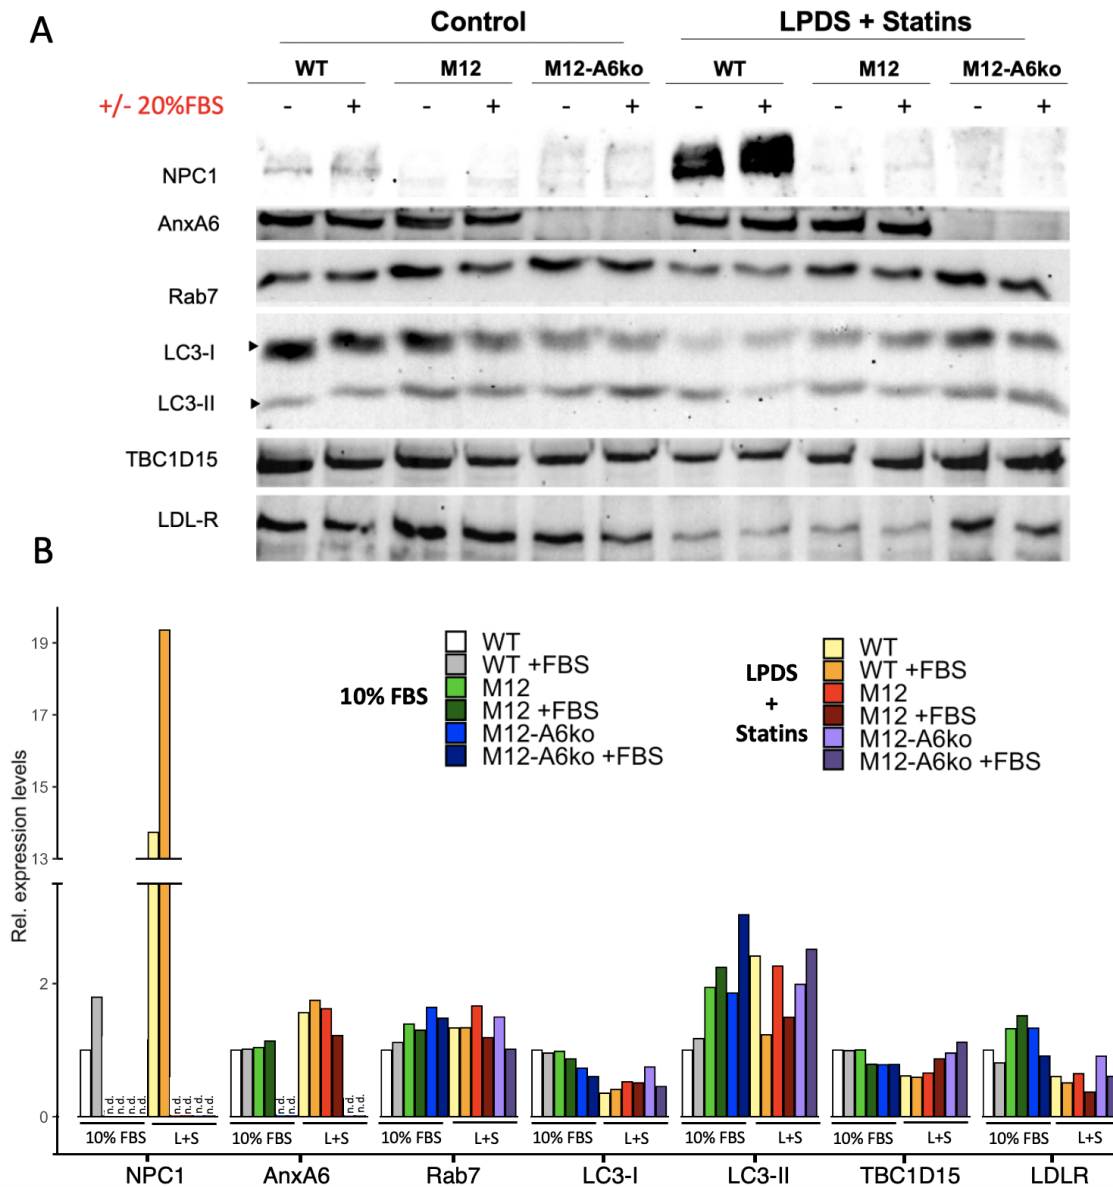 A
Control LPDS + Statins
WT M12 M12-A6ko WT M12 M12-A6ko
+/- 20%FBS - + - + - + - + - + - +
NPC1
AnxA6
Rab7
LC3-I
LC3-II
TBC1D15
LDL-R
B
Rel. expression levels
19
17
15
13
2
0
10% FBS
WT
WT +FBS
M12
M12 +FBS
M12-A6ko
M12-A6ko +FBS
LPDS
+
Statins
WT
WT +FBS
M12
M12 +FBS
M12-A6ko
M12-A6ko +FBS
n.d. n.d. n.d. n.d. n.d. n.d. n.d. n.d. n.d. n.d. n.d. n.d.
10% FBS L+S 10% FBS L+S 10% FBS L+S 10% FBS L+S 10% FBS L+S 10% FBS L+S 10% FBS L+S
NPC1 AnxA6 Rab7 LC3-I LC3-II TBC1D15 LDLR